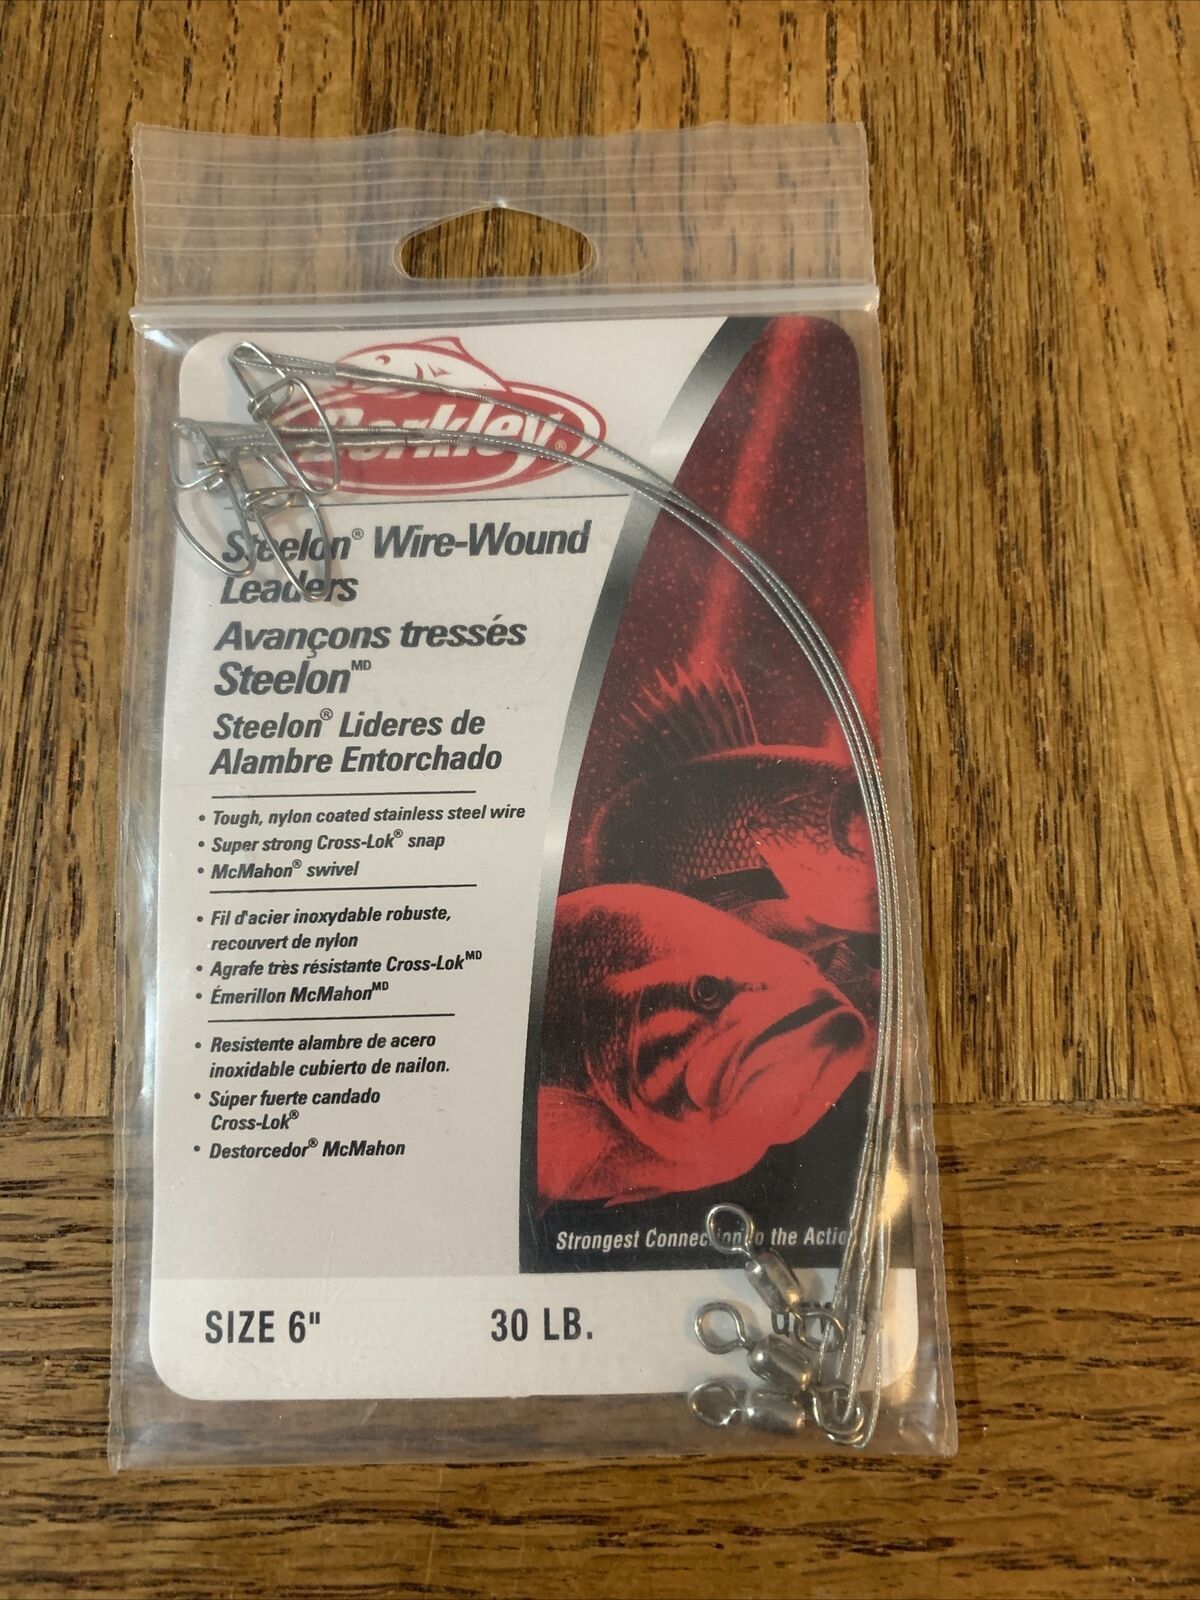 Berkley®
Steelon® Wire-Wound
Leaders
Avançons tressés
Steelon^MD
Steelon® Lideres de
Alambre Entorchado
• Tough, nylon coated stainless steel wire
• Super strong Cross-Lok® snap
• McMahon® swivel
• Fil d'acier inoxydable robuste,
recouvert de nylon
• Agrafe très résistante Cross-Lok^MD
• Émerillon McMahon^MD
• Resistente alambre de acero
inoxidable cubierto de nailon.
• Súper fuerte candado
Cross-Lok®
• Destorcedor® McMahon
Strongest Connection to the Actio
SIZE 6" 30 LB.